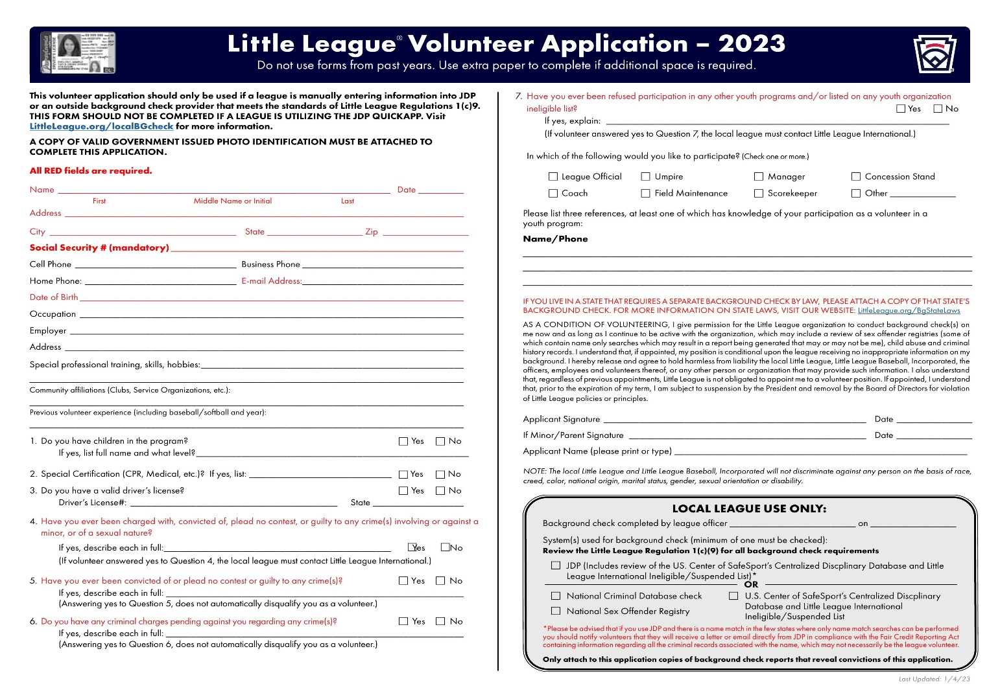 Little League® Volunteer Application – 2023
Do not use forms from past years. Use extra paper to complete if additional space is required.
This volunteer application should only be used if a league is manually entering information into JDP
or an outside background check provider that meets the standards of Little League Regulations 1(c)9.
THIS FORM SHOULD NOT BE COMPLETED IF A LEAGUE IS UTILIZING THE JDP QUICKAPP. Visit
LittleLeague.org/localBGcheck for more information.
A COPY OF VALID GOVERNMENT ISSUED PHOTO IDENTIFICATION MUST BE ATTACHED TO
COMPLETE THIS APPLICATION.
All RED fields are required.
Name Date
First Middle Name or Initial Last
Address
City State Zip
Social Security # (mandatory)
Cell Phone Business Phone
Home Phone: E-mail Address:
Date of Birth
Occupation
Employer
Address
Special professional training, skills, hobbies:
Community affiliations (Clubs, Service Organizations, etc.):
Previous volunteer experience (including baseball/softball and year):
1. Do you have children in the program? Yes No
If yes, list full name and what level?
2. Special Certification (CPR, Medical, etc.)? If yes, list: Yes No
3. Do you have a valid driver's license? Yes No
Driver's License#: State
4. Have you ever been charged with, convicted of, plead no contest, or guilty to any crime(s) involving or against a
minor, or of a sexual nature?
If yes, describe each in full: Yes No
(If volunteer answered yes to Question 4, the local league must contact Little League International.)
5. Have you ever been convicted of or plead no contest or guilty to any crime(s)? Yes No
If yes, describe each in full:
(Answering yes to Question 5, does not automatically disqualify you as a volunteer.)
6. Do you have any criminal charges pending against you regarding any crime(s)? Yes No
If yes, describe each in full:
(Answering yes to Question 6, does not automatically disqualify you as a volunteer.)
7. Have you ever been refused participation in any other youth programs and/or listed on any youth organization
ineligible list? Yes No
If yes, explain:
(If volunteer answered yes to Question 7, the local league must contact Little League International.)
In which of the following would you like to participate? (Check one or more.)
League Official Umpire Manager Concession Stand
Coach Field Maintenance Scorekeeper Other
Please list three references, at least one of which has knowledge of your participation as a volunteer in a
youth program:
Name/Phone
IF YOU LIVE IN A STATE THAT REQUIRES A SEPARATE BACKGROUND CHECK BY LAW, PLEASE ATTACH A COPY OF THAT STATE'S
BACKGROUND CHECK. FOR MORE INFORMATION ON STATE LAWS, VISIT OUR WEBSITE: LittleLeague.org/BgStateLaws
AS A CONDITION OF VOLUNTEERING, I give permission for the Little League organization to conduct background check(s) on
me now and as long as I continue to be active with the organization, which may include a review of sex offender registries (some of
which contain name only searches which may result in a report being generated that may or may not be me), child abuse and criminal
history records. I understand that, if appointed, my position is conditional upon the league receiving no inappropriate information on my
background. I hereby release and agree to hold harmless from liability the local Little League, Little League Baseball, Incorporated, the
officers, employees and volunteers thereof, or any other person or organization that may provide such information. I also understand
that, regardless of previous appointments, Little League is not obligated to appoint me to a volunteer position. If appointed, I understand
that, prior to the expiration of my term, I am subject to suspension by the President and removal by the Board of Directors for violation
of Little League policies or principles.
Applicant Signature Date
If Minor/Parent Signature Date
Applicant Name (please print or type)
NOTE: The local Little League and Little League Baseball, Incorporated will not discriminate against any person on the basis of race,
creed, color, national origin, marital status, gender, sexual orientation or disability.
LOCAL LEAGUE USE ONLY:
Background check completed by league officer on
System(s) used for background check (minimum of one must be checked):
Review the Little League Regulation 1(c)(9) for all background check requirements
JDP (Includes review of the US. Center of SafeSport's Centralized Discplinary Database and Little
League International Ineligible/Suspended List)*
OR
National Criminal Database check
National Sex Offender Registry
U.S. Center of SafeSport's Centralized Discplinary
Database and Little League International
Ineligible/Suspended List
*Please be advised that if you use JDP and there is a name match in the few states where only name match searches can be performed
you should notify volunteers that they will receive a letter or email directly from JDP in compliance with the Fair Credit Reporting Act
containing information regarding all the criminal records associated with the name, which may not necessarily be the league volunteer.
Only attach to this application copies of background check reports that reveal convictions of this application.
Last Updated: 1/4/23